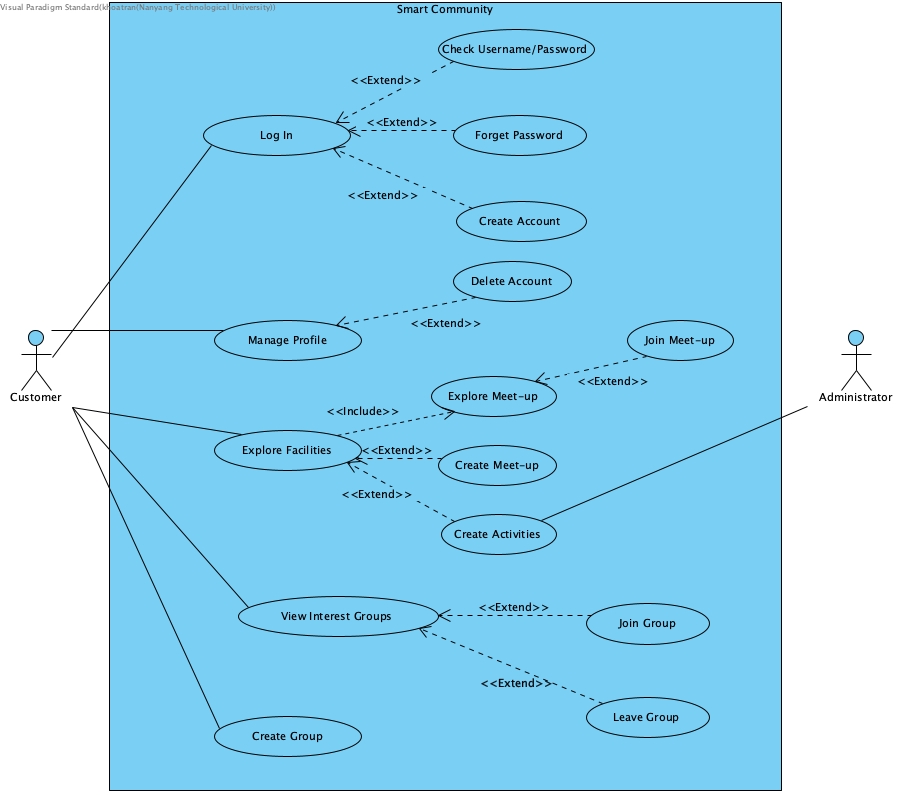 Visual Paradigm Standard(khoatran(Nanyang Technological University))
Smart Community
Check Username/Password
<<Extend>>
<<Extend>>
Log In
Forget Password
<<Extend>>
Create Account
Delete Account
<<Extend>>
Manage Profile
Join Meet-up
<<Extend>>
Customer
Administrator
Explore Meet-up
<<Include>>
Explore Facilities
<<Extend>>
Create Meet-up
<<Extend>>
Create Activities
View Interest Groups
<<Extend>>
Join Group
<<Extend>>
Leave Group
Create Group